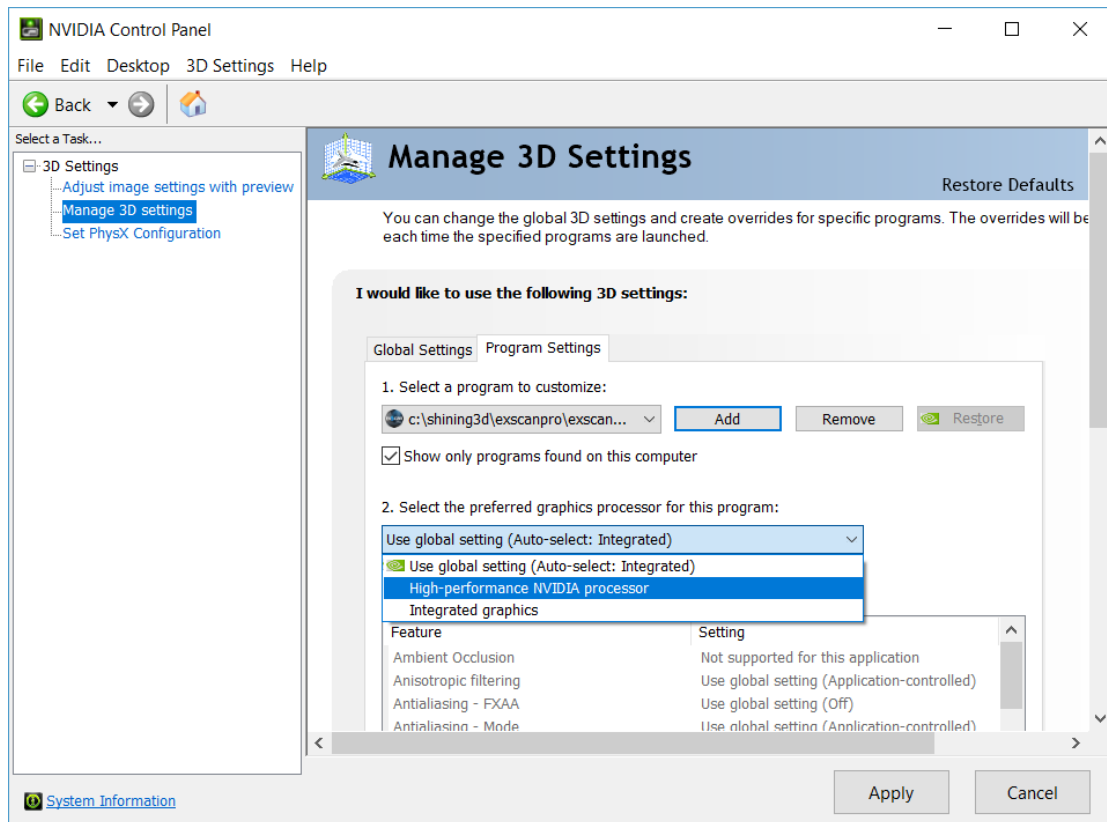 NVIDIA Control Panel
File Edit Desktop 3D Settings Help
Back
Select a Task...
3D Settings
Adjust image settings with preview
Manage 3D settings
Set PhysX Configuration
Manage 3D Settings
Restore Defaults
You can change the global 3D settings and create overrides for specific programs. The overrides will be
each time the specified programs are launched.
I would like to use the following 3D settings:
Global Settings Program Settings
1. Select a program to customize:
c:\shining3d\exscanpro\exscan... Add Remove Restore
Show only programs found on this computer
2. Select the preferred graphics processor for this program:
Use global setting (Auto-select: Integrated)
Use global setting (Auto-select: Integrated)
High-performance NVIDIA processor
Integrated graphics
Feature Setting
Ambient Occlusion Not supported for this application
Anisotropic filtering Use global setting (Application-controlled)
Antialiasing - FXAA Use global setting (Off)
Antialiasing - Mode Use global setting (Application-controlled)
System Information
Apply Cancel